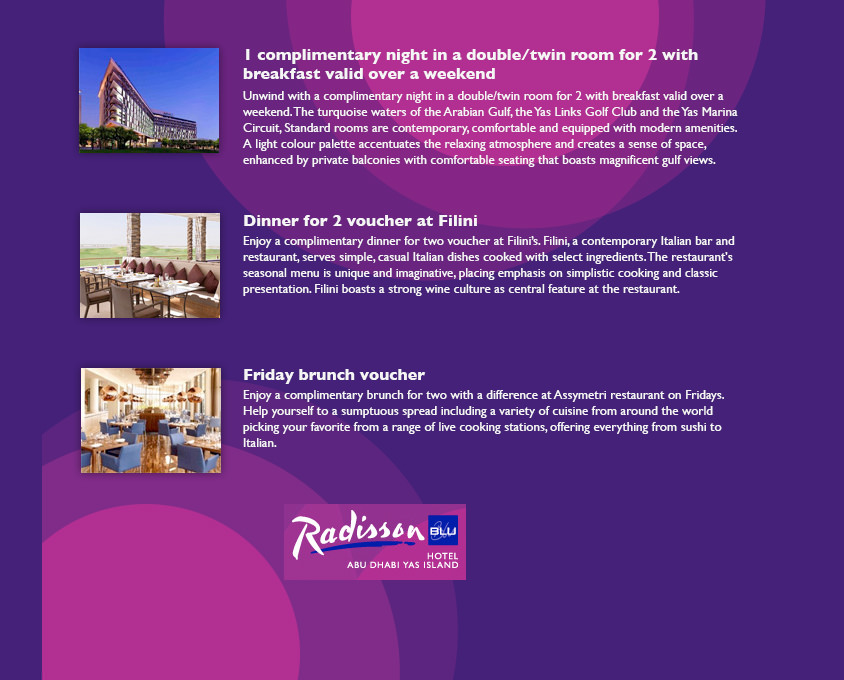 1 complimentary night in a double/twin room for 2 with
breakfast valid over a weekend
Unwind with a complimentary night in a double/twin room for 2 with breakfast valid over a
weekend. The turquoise waters of the Arabian Gulf, the Yas Links Golf Club and the Yas Marina
Circuit, Standard rooms are contemporary, comfortable and equipped with modern amenities.
A light colour palette accentuates the relaxing atmosphere and creates a sense of space,
enhanced by private balconies with comfortable seating that boasts magnificent gulf views.
Dinner for 2 voucher at Filini
Enjoy a complimentary dinner for two voucher at Filini's. Filini, a contemporary Italian bar and
restaurant, serves simple, casual Italian dishes cooked with select ingredients. The restaurant's
seasonal menu is unique and imaginative, placing emphasis on simplistic cooking and classic
presentation. Filini boasts a strong wine culture as central feature at the restaurant.
Friday brunch voucher
Enjoy a complimentary brunch for two with a difference at Assymetri restaurant on Fridays.
Help yourself to a sumptuous spread including a variety of cuisine from around the world
picking your favorite from a range of live cooking stations, offering everything from sushi to
Italian.
Radisson BLU
HOTEL
ABU DHABI YAS ISLAND